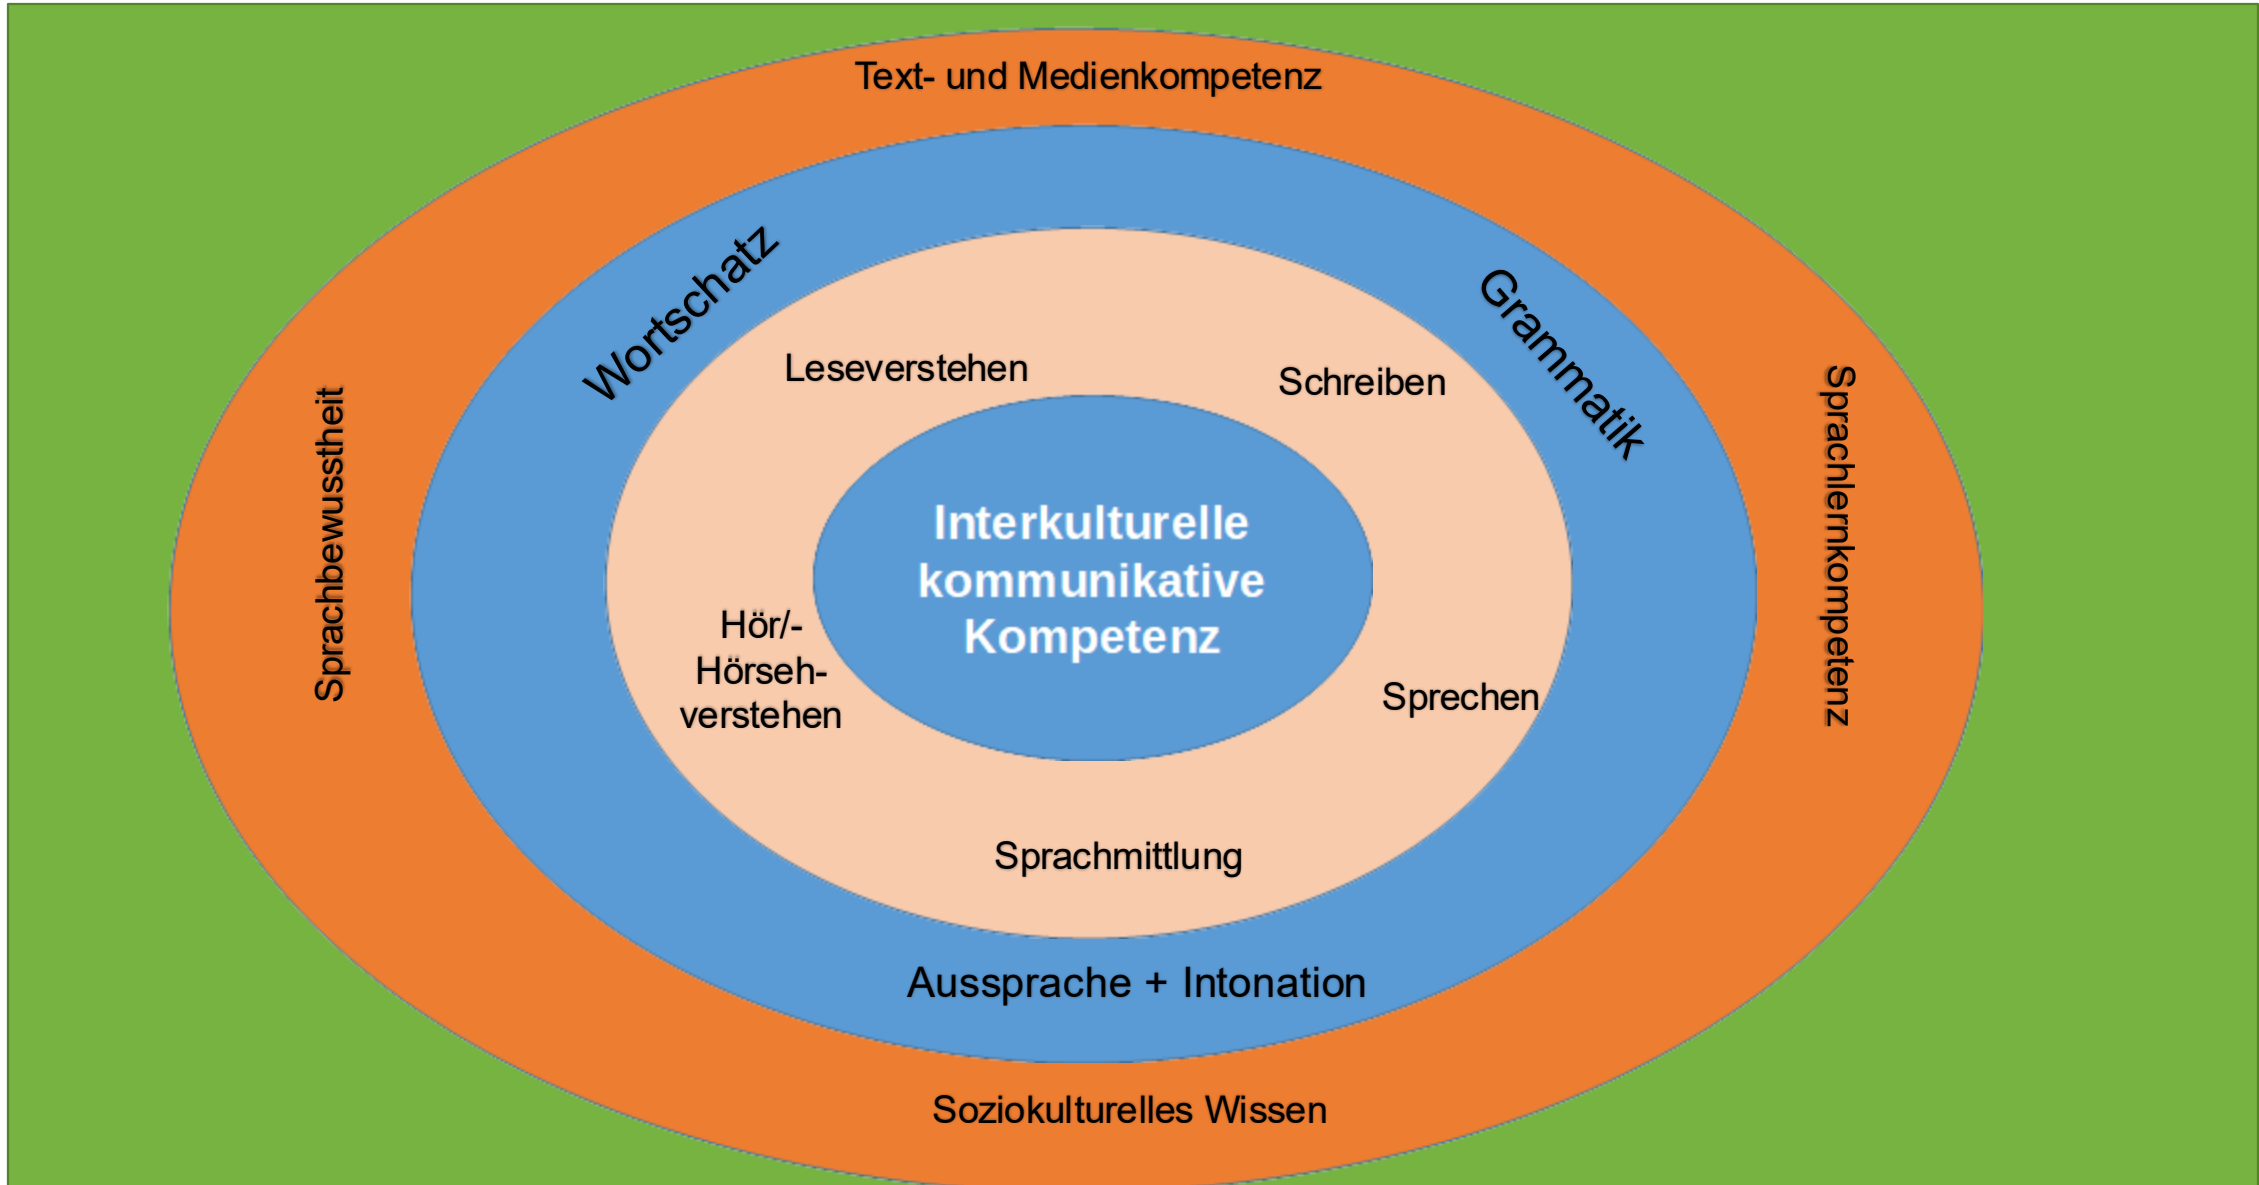 Text- und Medienkompetenz
Wortschatz
Grammatik
Leseverstehen
Schreiben
Sprachbewusstheit
Sprachlernkompetenz
Interkulturelle
kommunikative
Kompetenz
Hör/-
Hörseh-
verstehen
Sprechen
Sprachmittlung
Aussprache + Intonation
Soziokulturelles Wissen